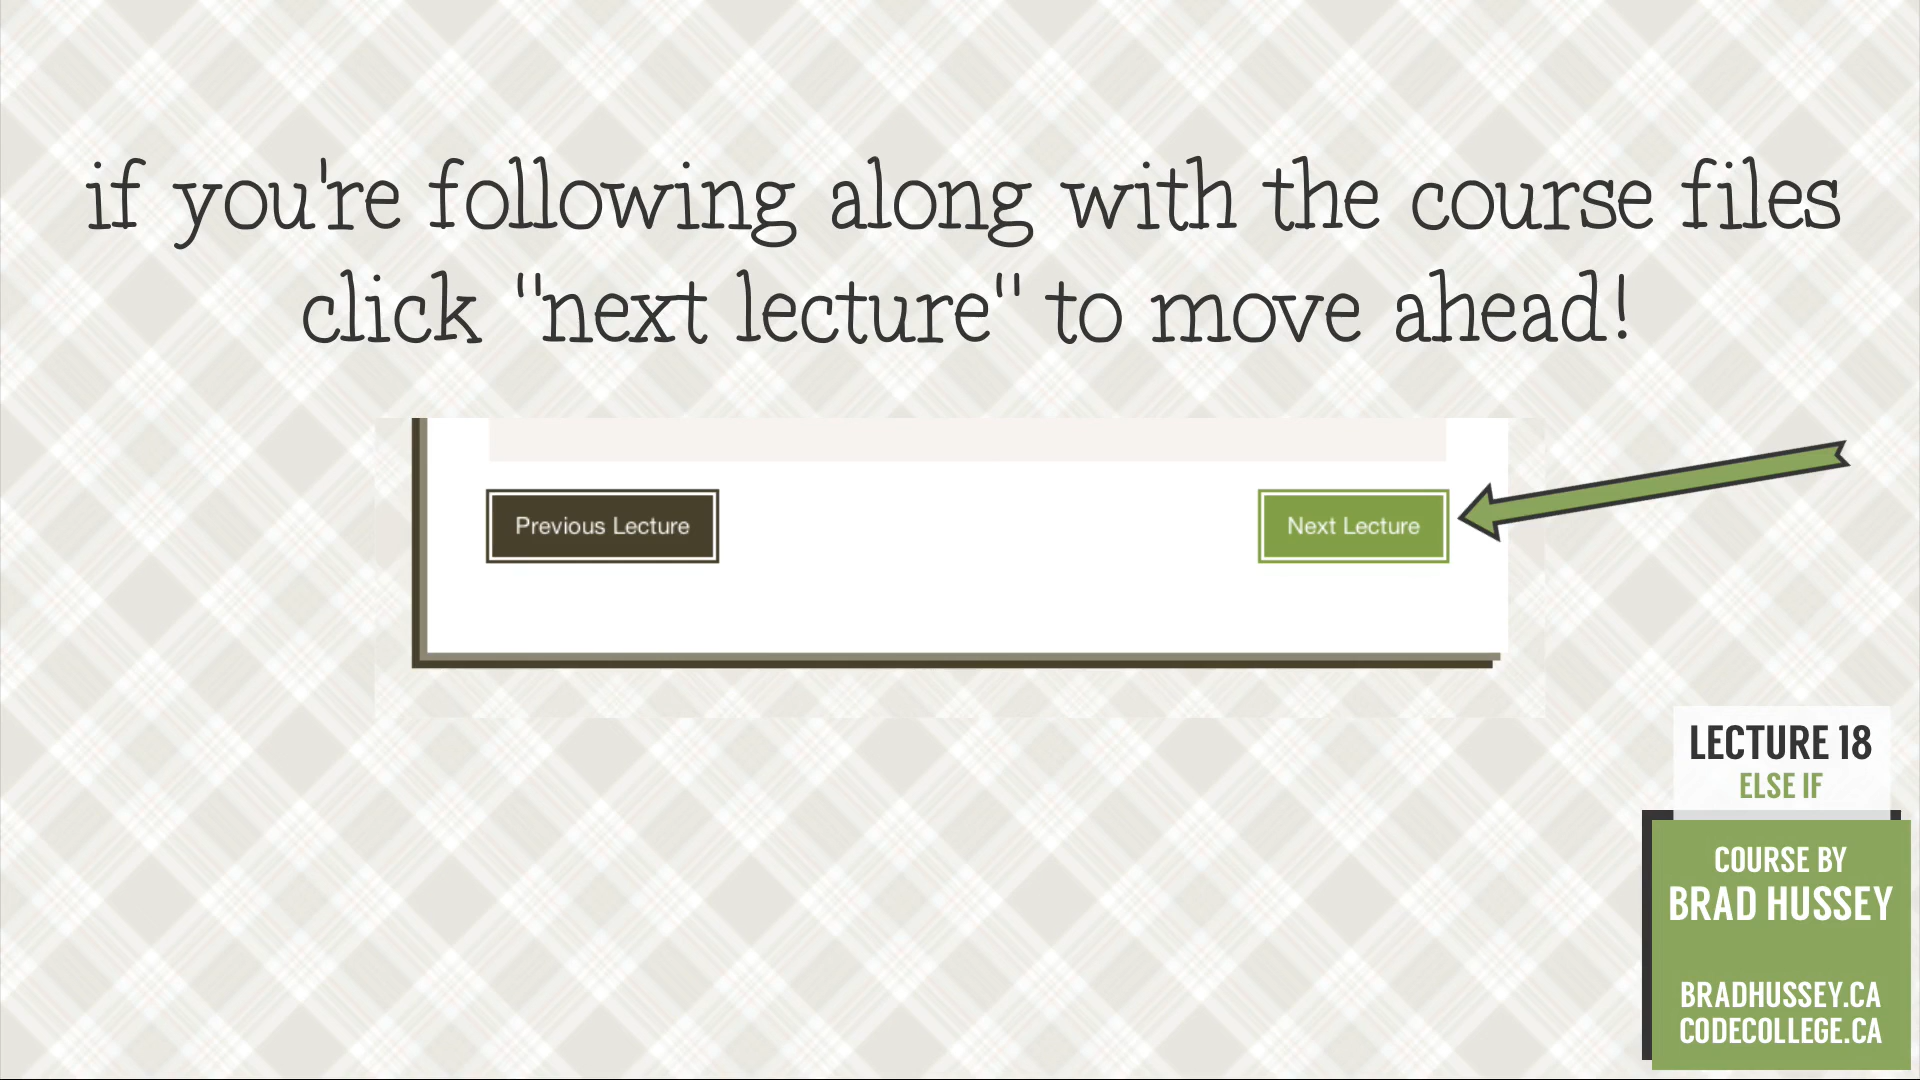 if you're following along with the course files
click "next lecture" to move ahead!
Previous Lecture
Next Lecture
LECTURE 18
ELSE IF
COURSE BY
BRAD HUSSEY
BRADHUSSEY.CA
CODECOLLEGE.CA